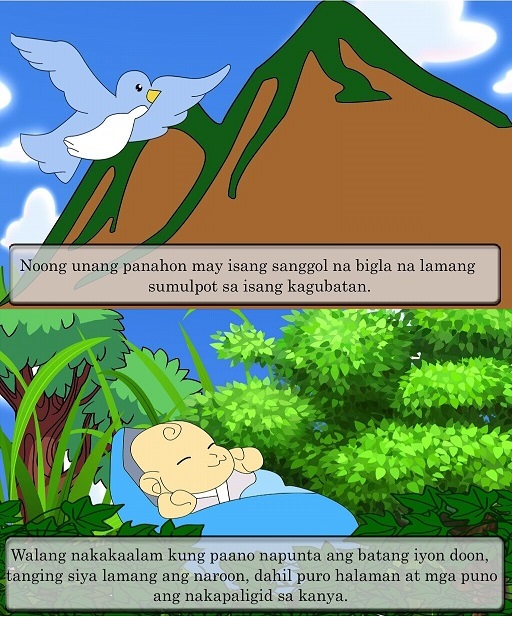 Noong unang panahon may isang sanggol na bigla na lamang
sumulpot sa isang kagubatan.
Walang nakakaalam kung paano napunta ang batang iyon doon,
tanging siya lamang ang naroon, dahil puro halaman at mga puno
ang nakapaligid sa kanya.